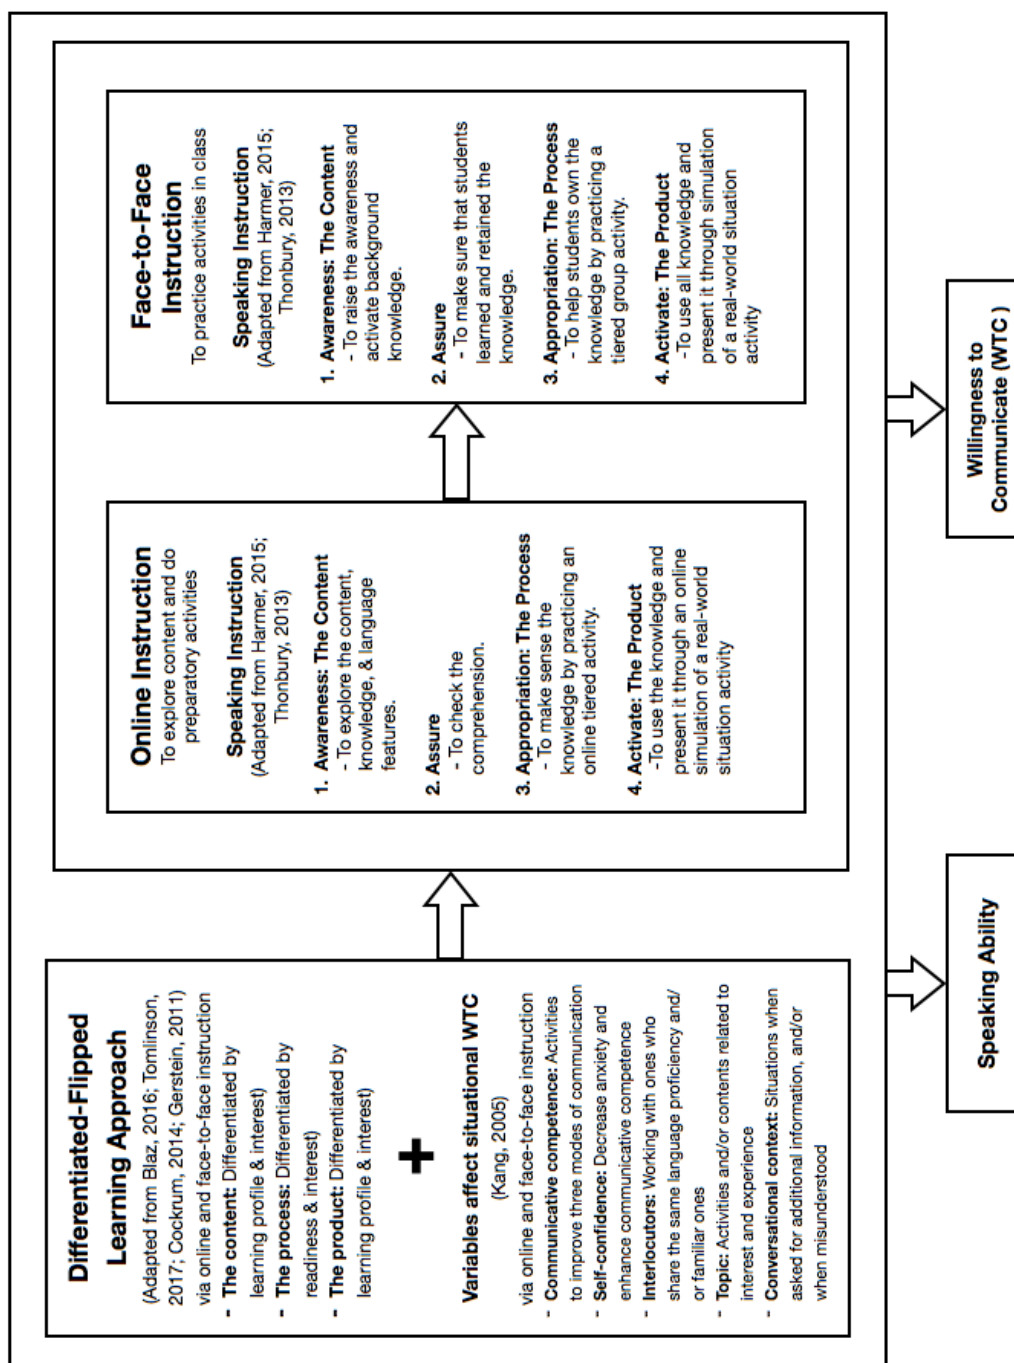 Differentiated-Flipped
Learning Approach
(Adapted from Blaz, 2016; Tomlinson,
2017; Cockrum, 2014; Gerstein, 2011)
via online and face-to-face instruction
- The content: Differentiated by
learning profile & interest)
- The process: Differentiated by
readiness & interest)
- The product: Differentiated by
learning profile & interest)
+
Variables affect situational WTC
(Kang, 2005)
via online and face-to-face instruction
- Communicative competence: Activities
to improve three modes of communication
- Self-confidence: Decrease anxiety and
enhance communicative competence
- Interlocutors: Working with ones who
share the same language proficiency and/
or familiar ones
- Topic: Activities and/or contents related to
interest and experience
- Conversational context: Situations when
asked for additional information, and/or
when misunderstood
Online Instruction
To explore content and do
preparatory activities
Speaking Instruction
(Adapted from Harmer, 2015;
Thonbury, 2013)
1. Awareness: The Content
- To explore the content,
knowledge, & language
features.
2. Assure
- To check the
comprehension.
3. Appropriation: The Process
- To make sense the
knowledge by practicing an
online tiered activity.
4. Activate: The Product
-To use the knowledge and
present it through an online
simulation of a real-world
situation activity
Face-to-Face
Instruction
To practice activities in class
Speaking Instruction
(Adapted from Harmer, 2015;
Thonbury, 2013)
1. Awareness: The Content
- To raise the awareness and
activate background
knowledge.
2. Assure
- To make sure that students
learned and retained the
knowledge.
3. Appropriation: The Process
- To help students own the
knowledge by practicing a
tiered group activity.
4. Activate: The Product
-To use all knowledge and
present it through simulation
of a real-world situation
activity
Speaking Ability
Willingness to
Communicate (WTC )